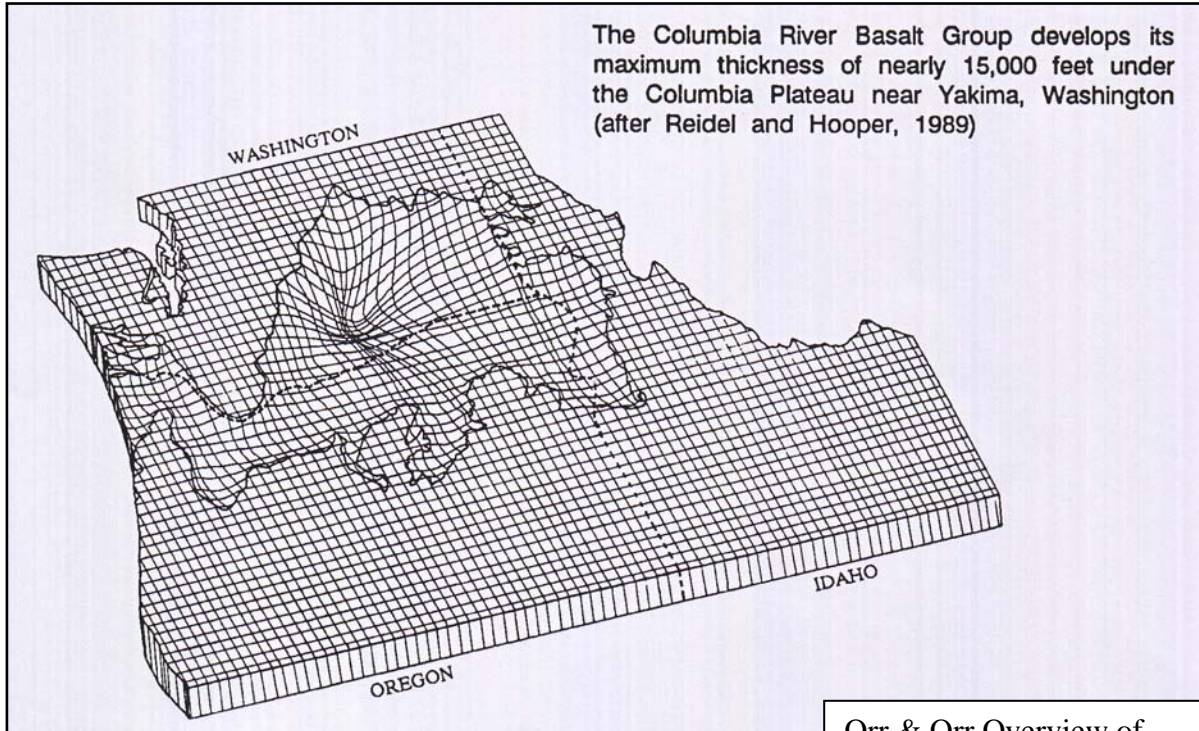 The Columbia River Basalt Group develops its
maximum thickness of nearly 15,000 feet under
the Columbia Plateau near Yakima, Washington
(after Reidel and Hooper, 1989)
WASHINGTON
IDAHO
OREGON
Orr & Orr Overview of